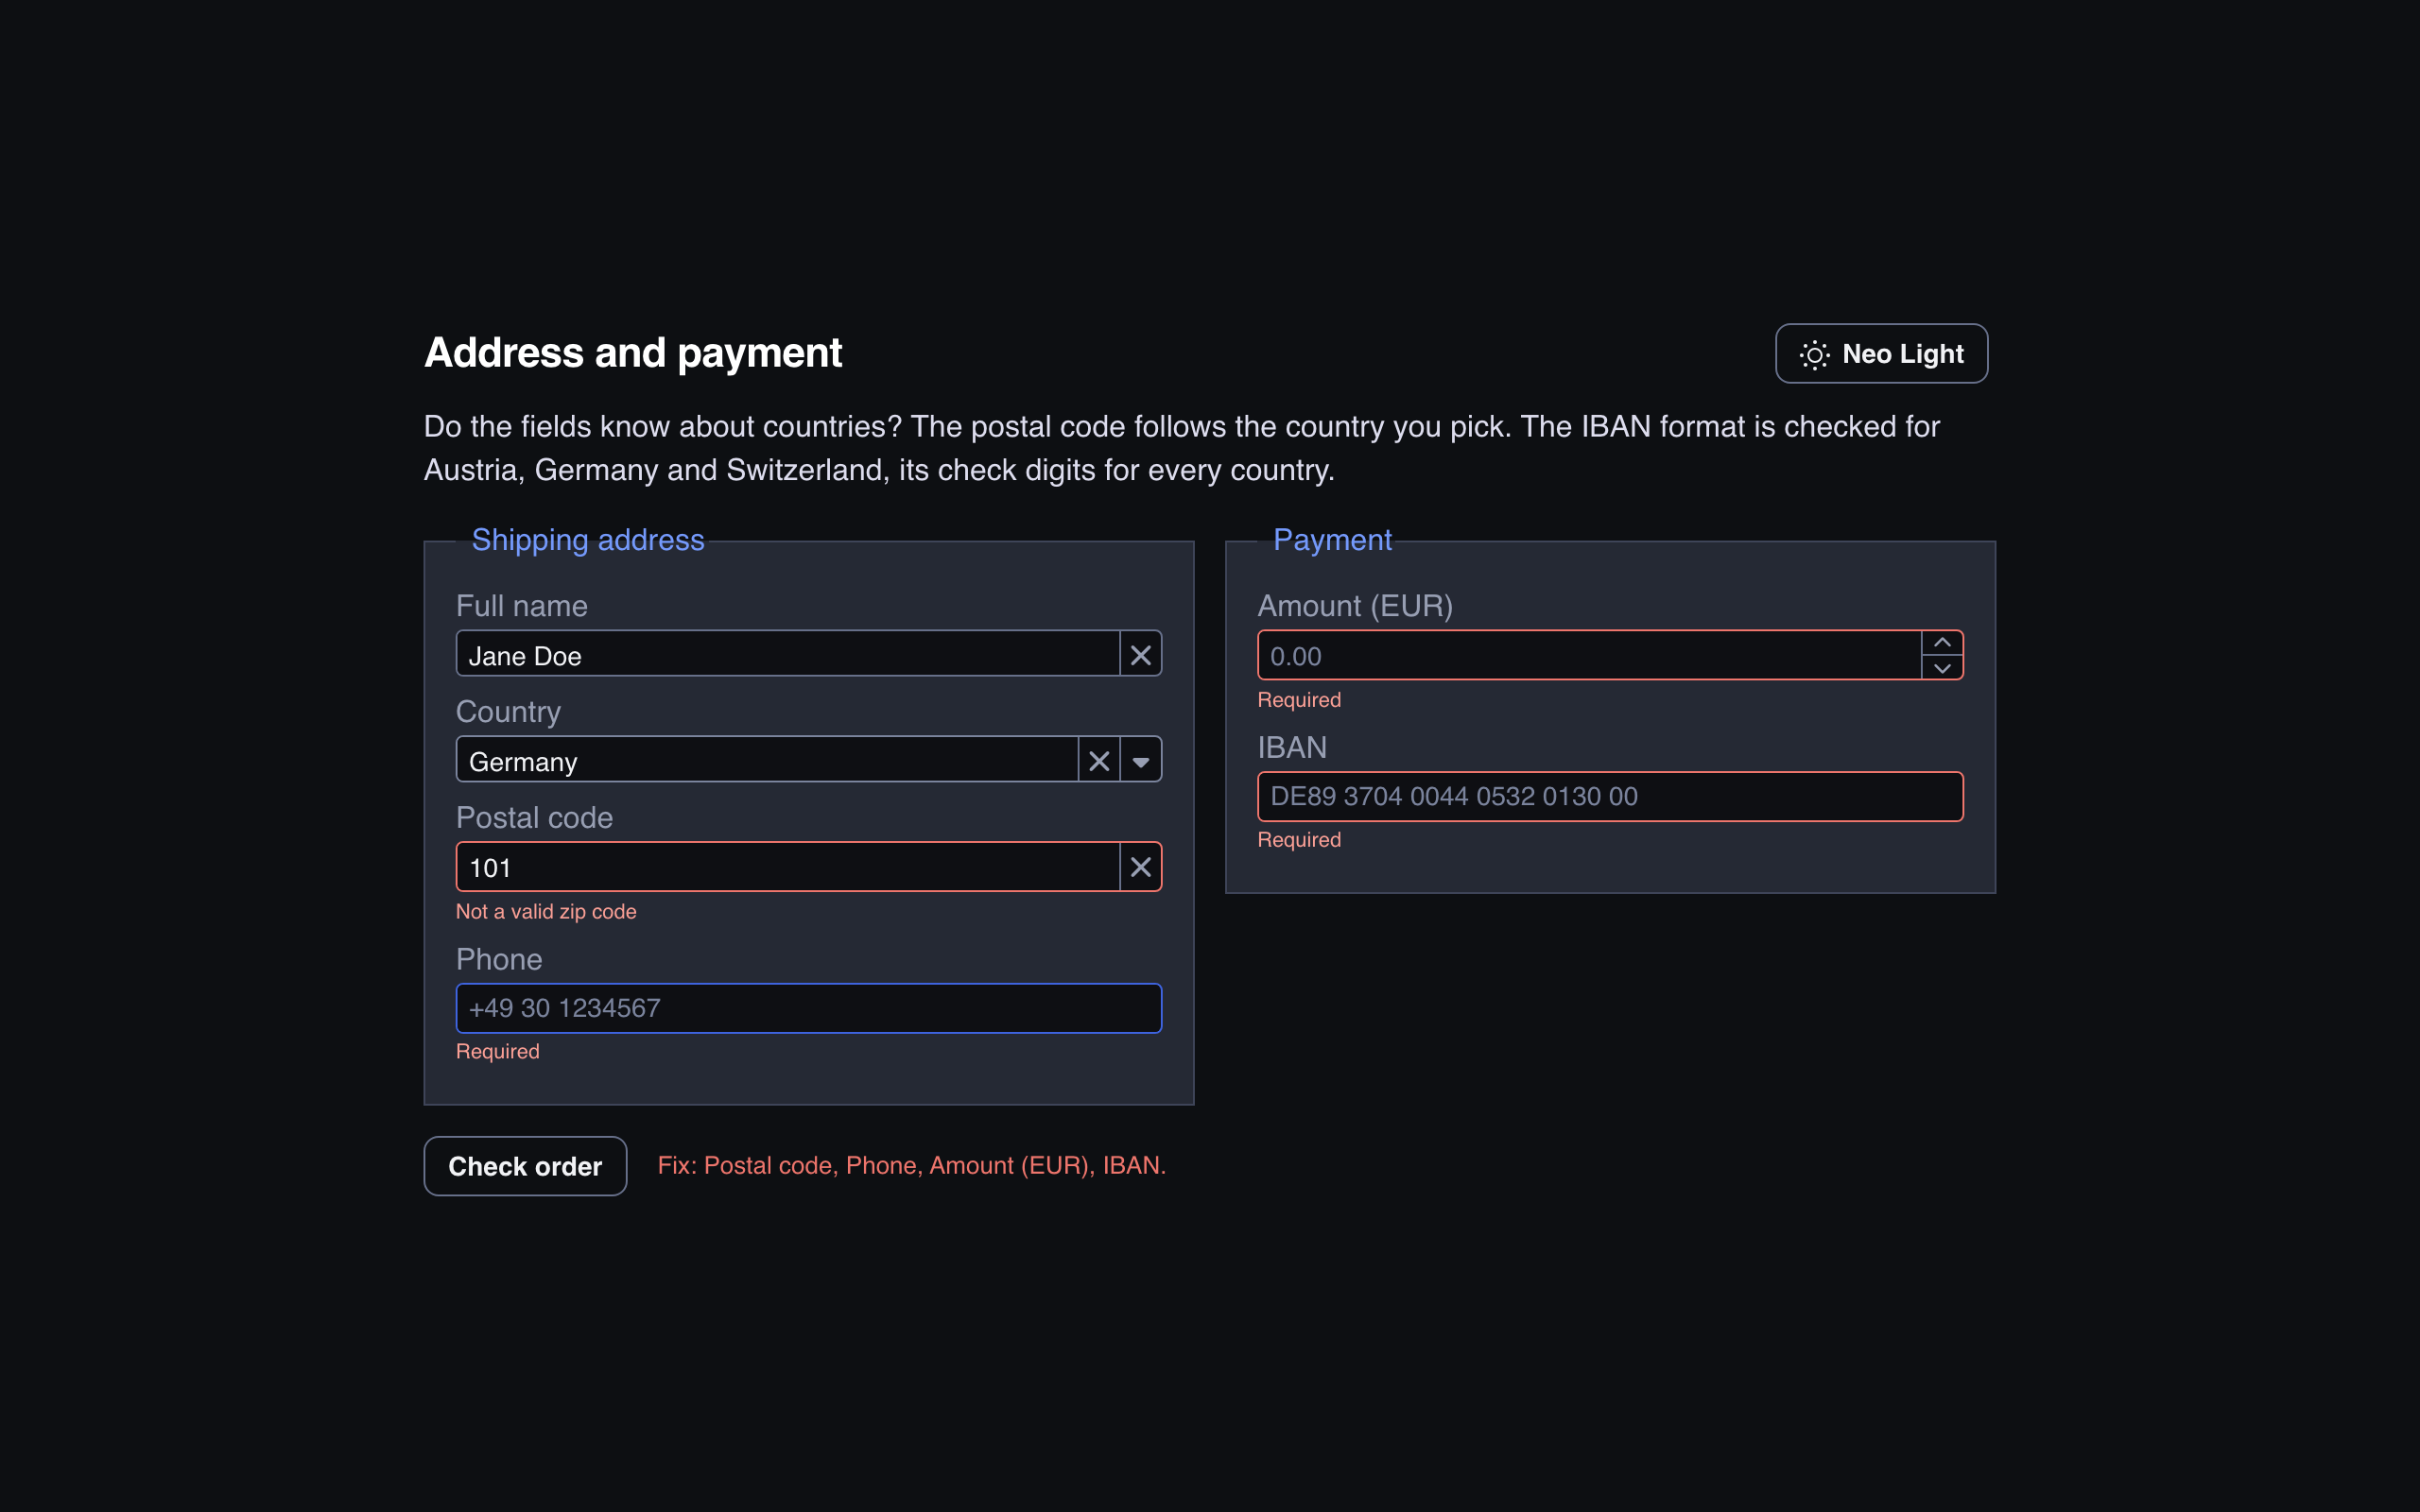 Address and payment
Neo Light
Do the fields know about countries? The postal code follows the country you pick. The IBAN format is checked for
Austria, Germany and Switzerland, its check digits for every country.
Shipping address
Full name
Jane Doe
Country
Germany
Postal code
101
Not a valid zip code
Phone
+49 30 1234567
Required
Payment
Amount (EUR)
0.00
Required
IBAN
DE89 3704 0044 0532 0130 00
Required
Check order
Fix: Postal code, Phone, Amount (EUR), IBAN.